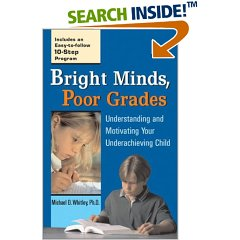 SEARCH INSIDE!™
Includes an
Easy-to-follow
10-Step
Program
Bright Minds,
Poor Grades
Understanding and
Motivating Your
Underachieving Child
Michael D. Whitley, Ph.D.